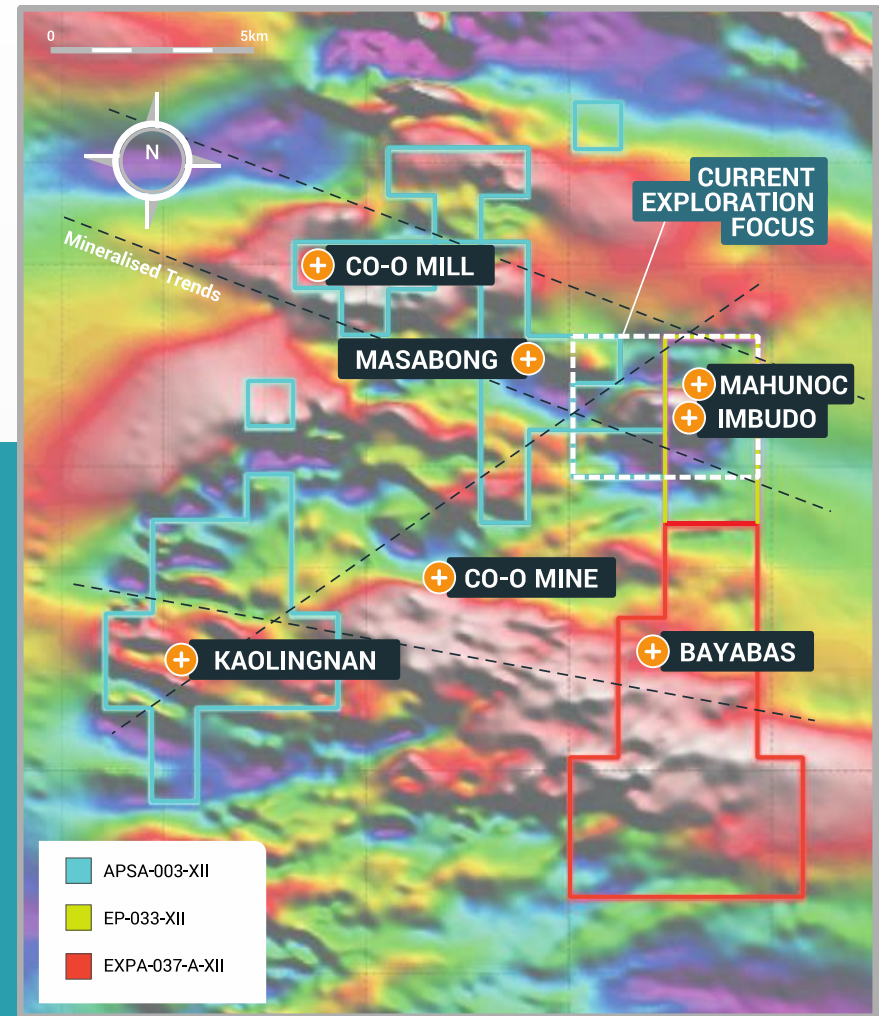 0 5km
N
CURRENT
EXPLORATION
FOCUS
Mineralised Trends
CO-O MILL
MASABONG
MAHUNOC
IMBUDO
CO-O MINE
KAOLINGNAN
BAYABAS
APSA-003-XII
EP-033-XII
EXPA-037-A-XII